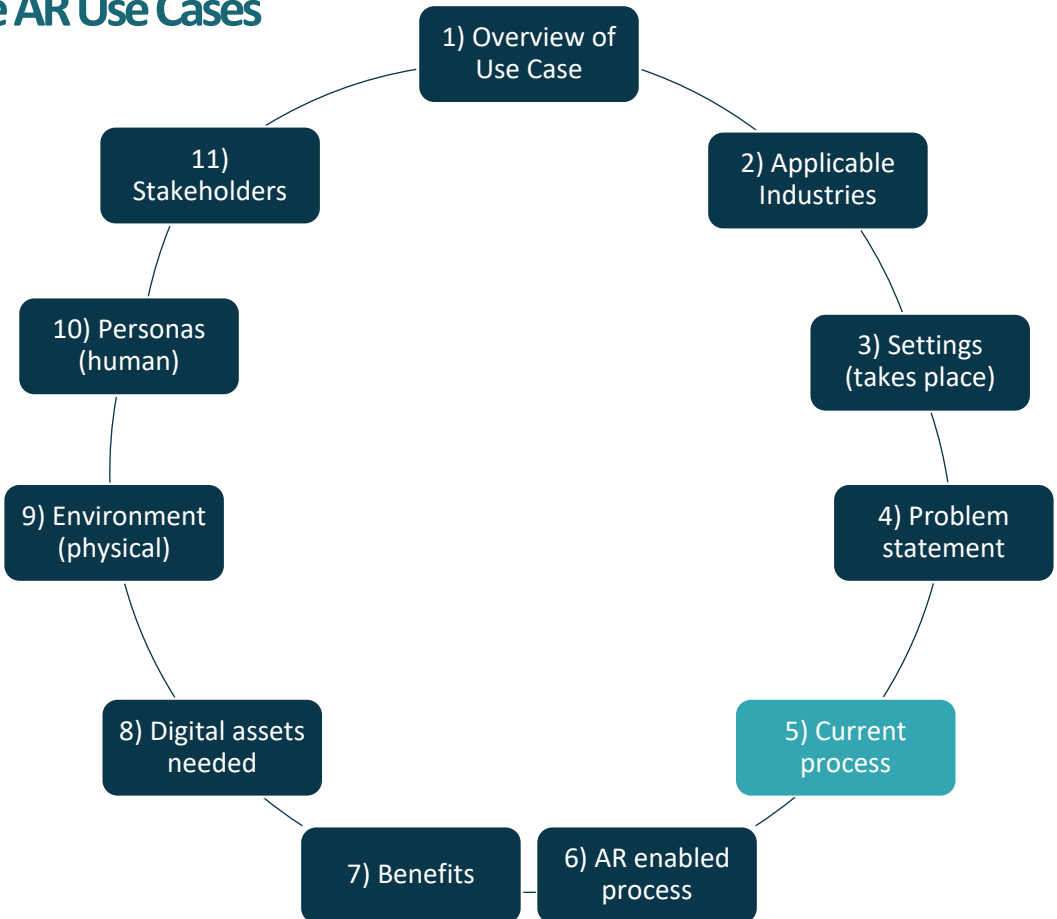 e AR Use Cases
1) Overview of
Use Case
2) Applicable
Industries
3) Settings
(takes place)
4) Problem
statement
5) Current
process
6) AR enabled
process
7) Benefits
8) Digital assets
needed
9) Environment
(physical)
10) Personas
(human)
11)
Stakeholders